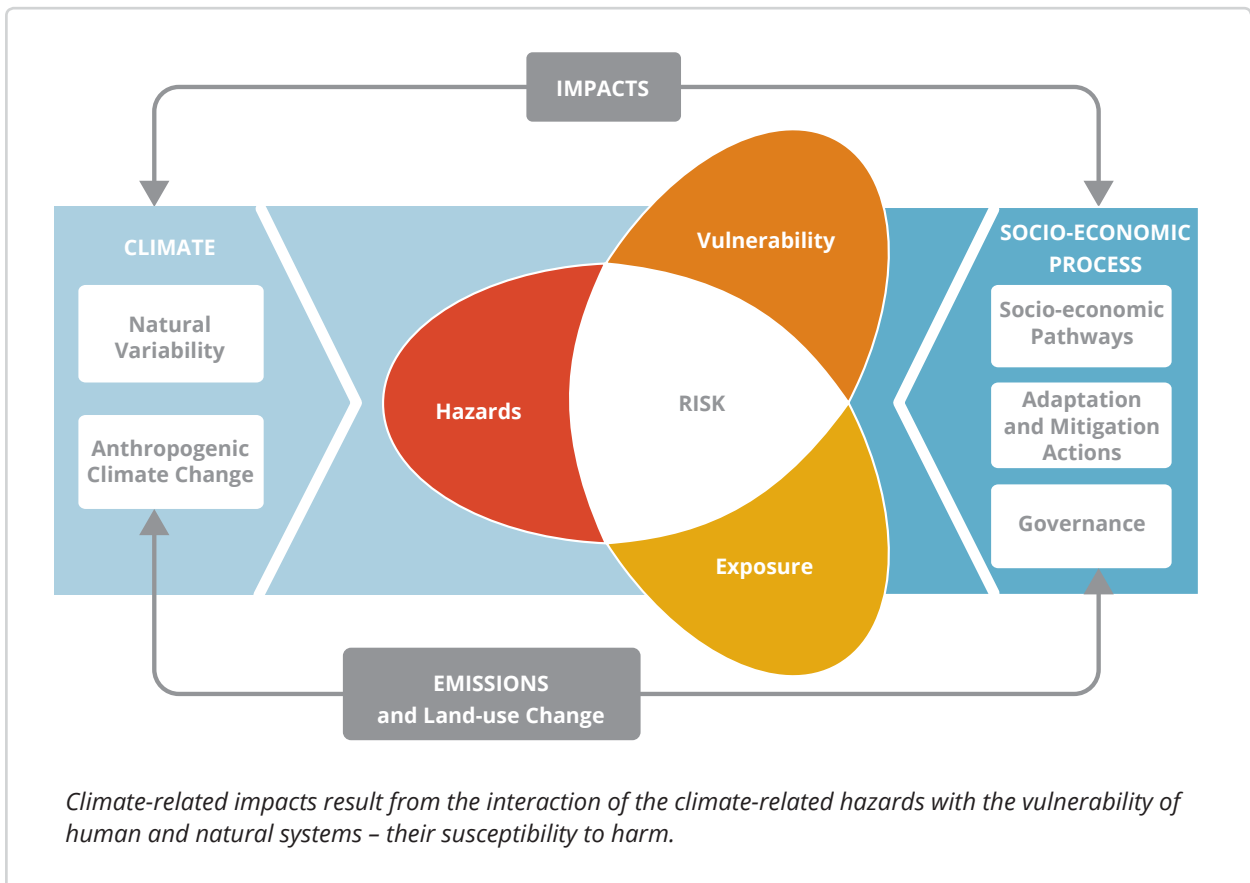 IMPACTS
CLIMATE
Natural
Variability
Anthropogenic
Climate Change
Hazards
Vulnerability
RISK
Exposure
SOCIO-ECONOMIC
PROCESS
Socio-economic
Pathways
Adaptation
and Mitigation
Actions
Governance
EMISSIONS
and Land-use Change
Climate-related impacts result from the interaction of the climate-related hazards with the vulnerability of
human and natural systems – their susceptibility to harm.